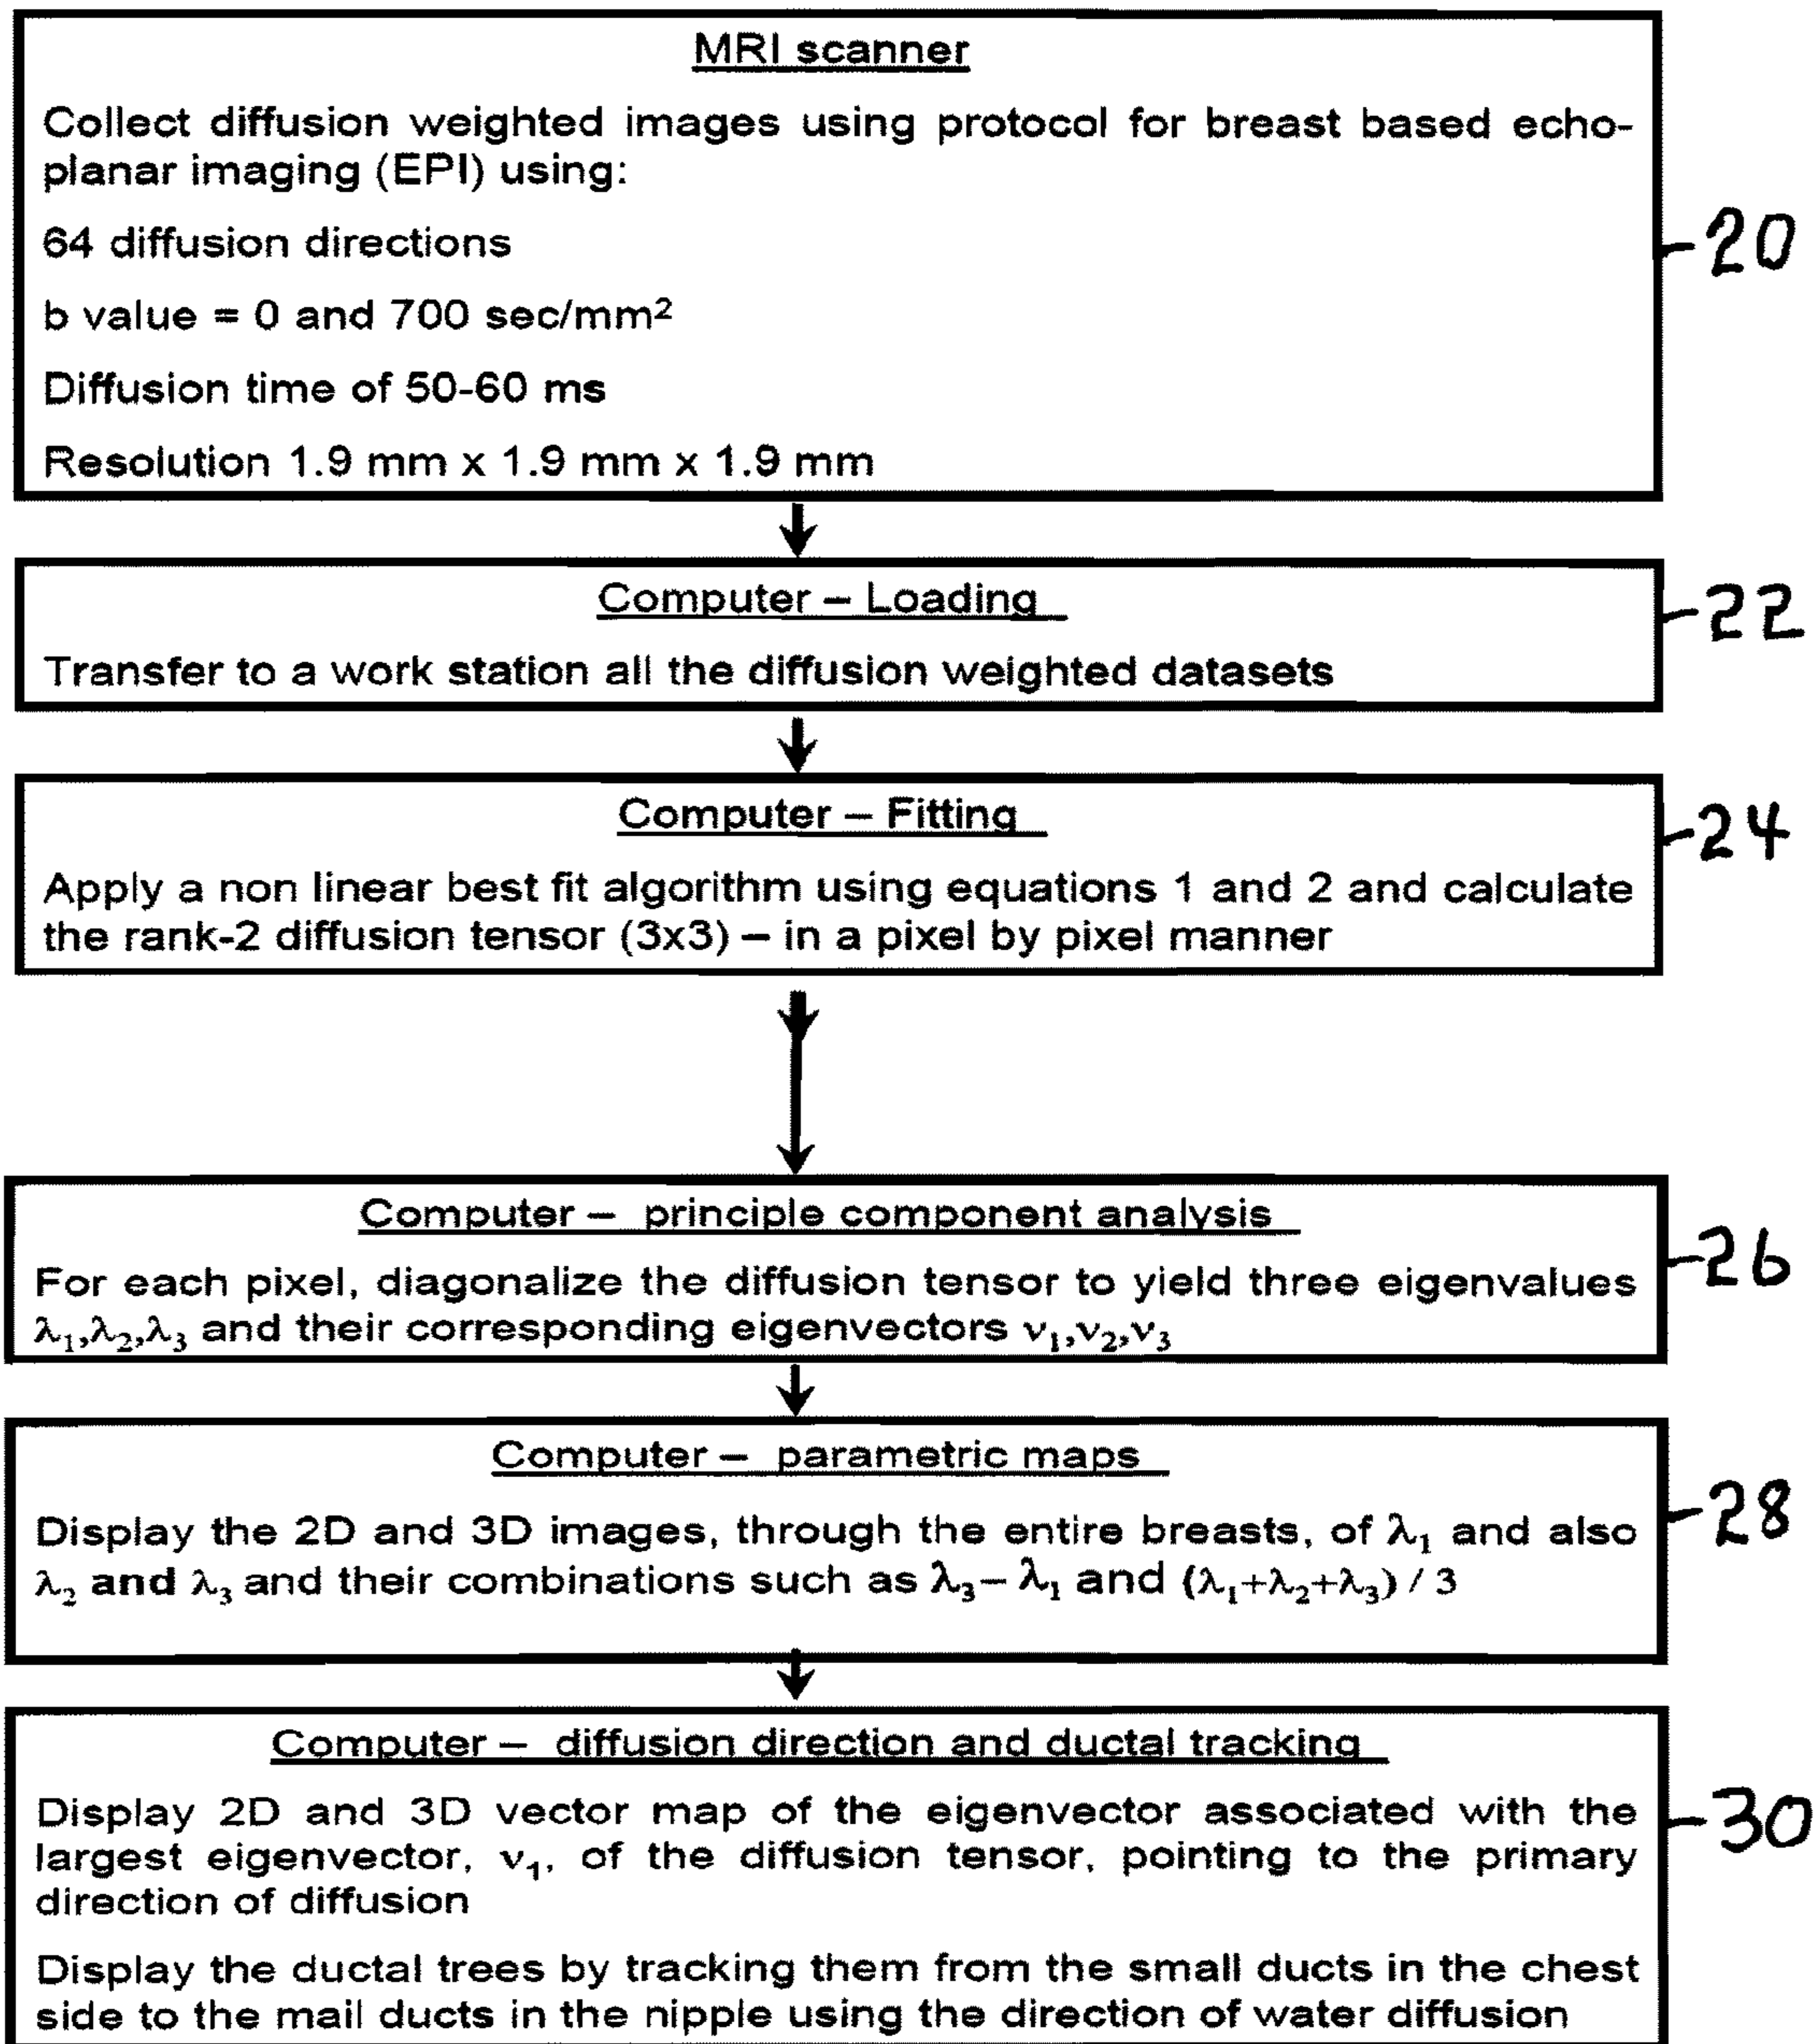 MRI scanner
Collect diffusion weighted images using protocol for breast based echo-
planar imaging (EPI) using:
64 diffusion directions
b value = 0 and 700 sec/mm²
Diffusion time of 50-60 ms
Resolution 1.9 mm x 1.9 mm x 1.9 mm
20
Computer – Loading
Transfer to a work station all the diffusion weighted datasets
22
Computer – Fitting
Apply a non linear best fit algorithm using equations 1 and 2 and calculate
the rank-2 diffusion tensor (3x3) – in a pixel by pixel manner
24
Computer – principle component analysis
For each pixel, diagonalize the diffusion tensor to yield three eigenvalues
λ₁,λ₂,λ₃ and their corresponding eigenvectors ν₁,ν₂,ν₃
26
Computer – parametric maps
Display the 2D and 3D images, through the entire breasts, of λ₁ and also
λ₂ and λ₃ and their combinations such as λ₃– λ₁ and (λ₁+λ₂+λ₃) / 3
28
Computer – diffusion direction and ductal tracking
Display 2D and 3D vector map of the eigenvector associated with the
largest eigenvector, ν₁, of the diffusion tensor, pointing to the primary
direction of diffusion
Display the ductal trees by tracking them from the small ducts in the chest
side to the mail ducts in the nipple using the direction of water diffusion
30